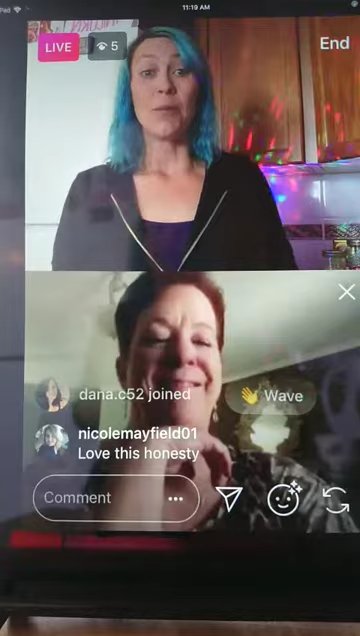 11:19 AM
LIVE
5
End
dana.c52 joined
Wave
nicolemayfield01
Love this honesty
Comment